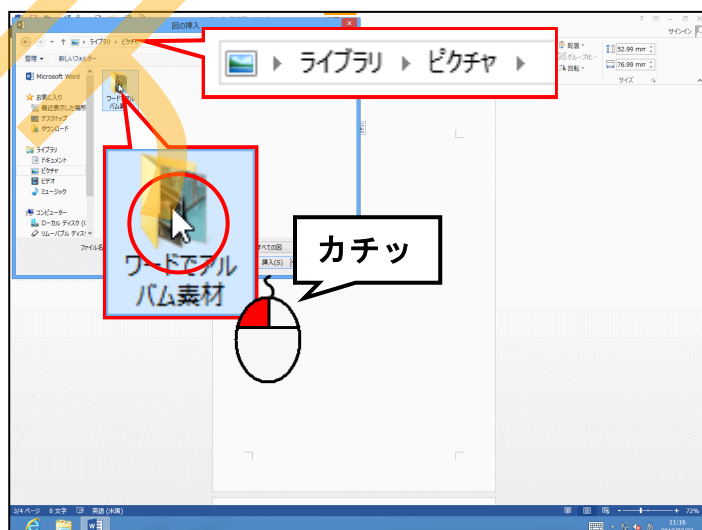 図の挿入
サインイン
ライブラリ ピクチャ
整理 新しいフォルダー
Microsoft Word
お気に入り
最近表示した場所
デスクトップ
ダウンロード
ライブラリ
ドキュメント
ピクチャ
ビデオ
ミュージック
コンピューター
ローカル ディスク (C
リムーバブル ディス
ワードでアル
バム素
ファイル名
すべての図
挿入(S)
ライブラリ ピクチャ
ワードでアル
バム素材
カチッ
配置
グループ化
回転
52.99 mm
76.99 mm
サイズ
3/4 ページ 8 文字 英語 (米国)
72%
11:16